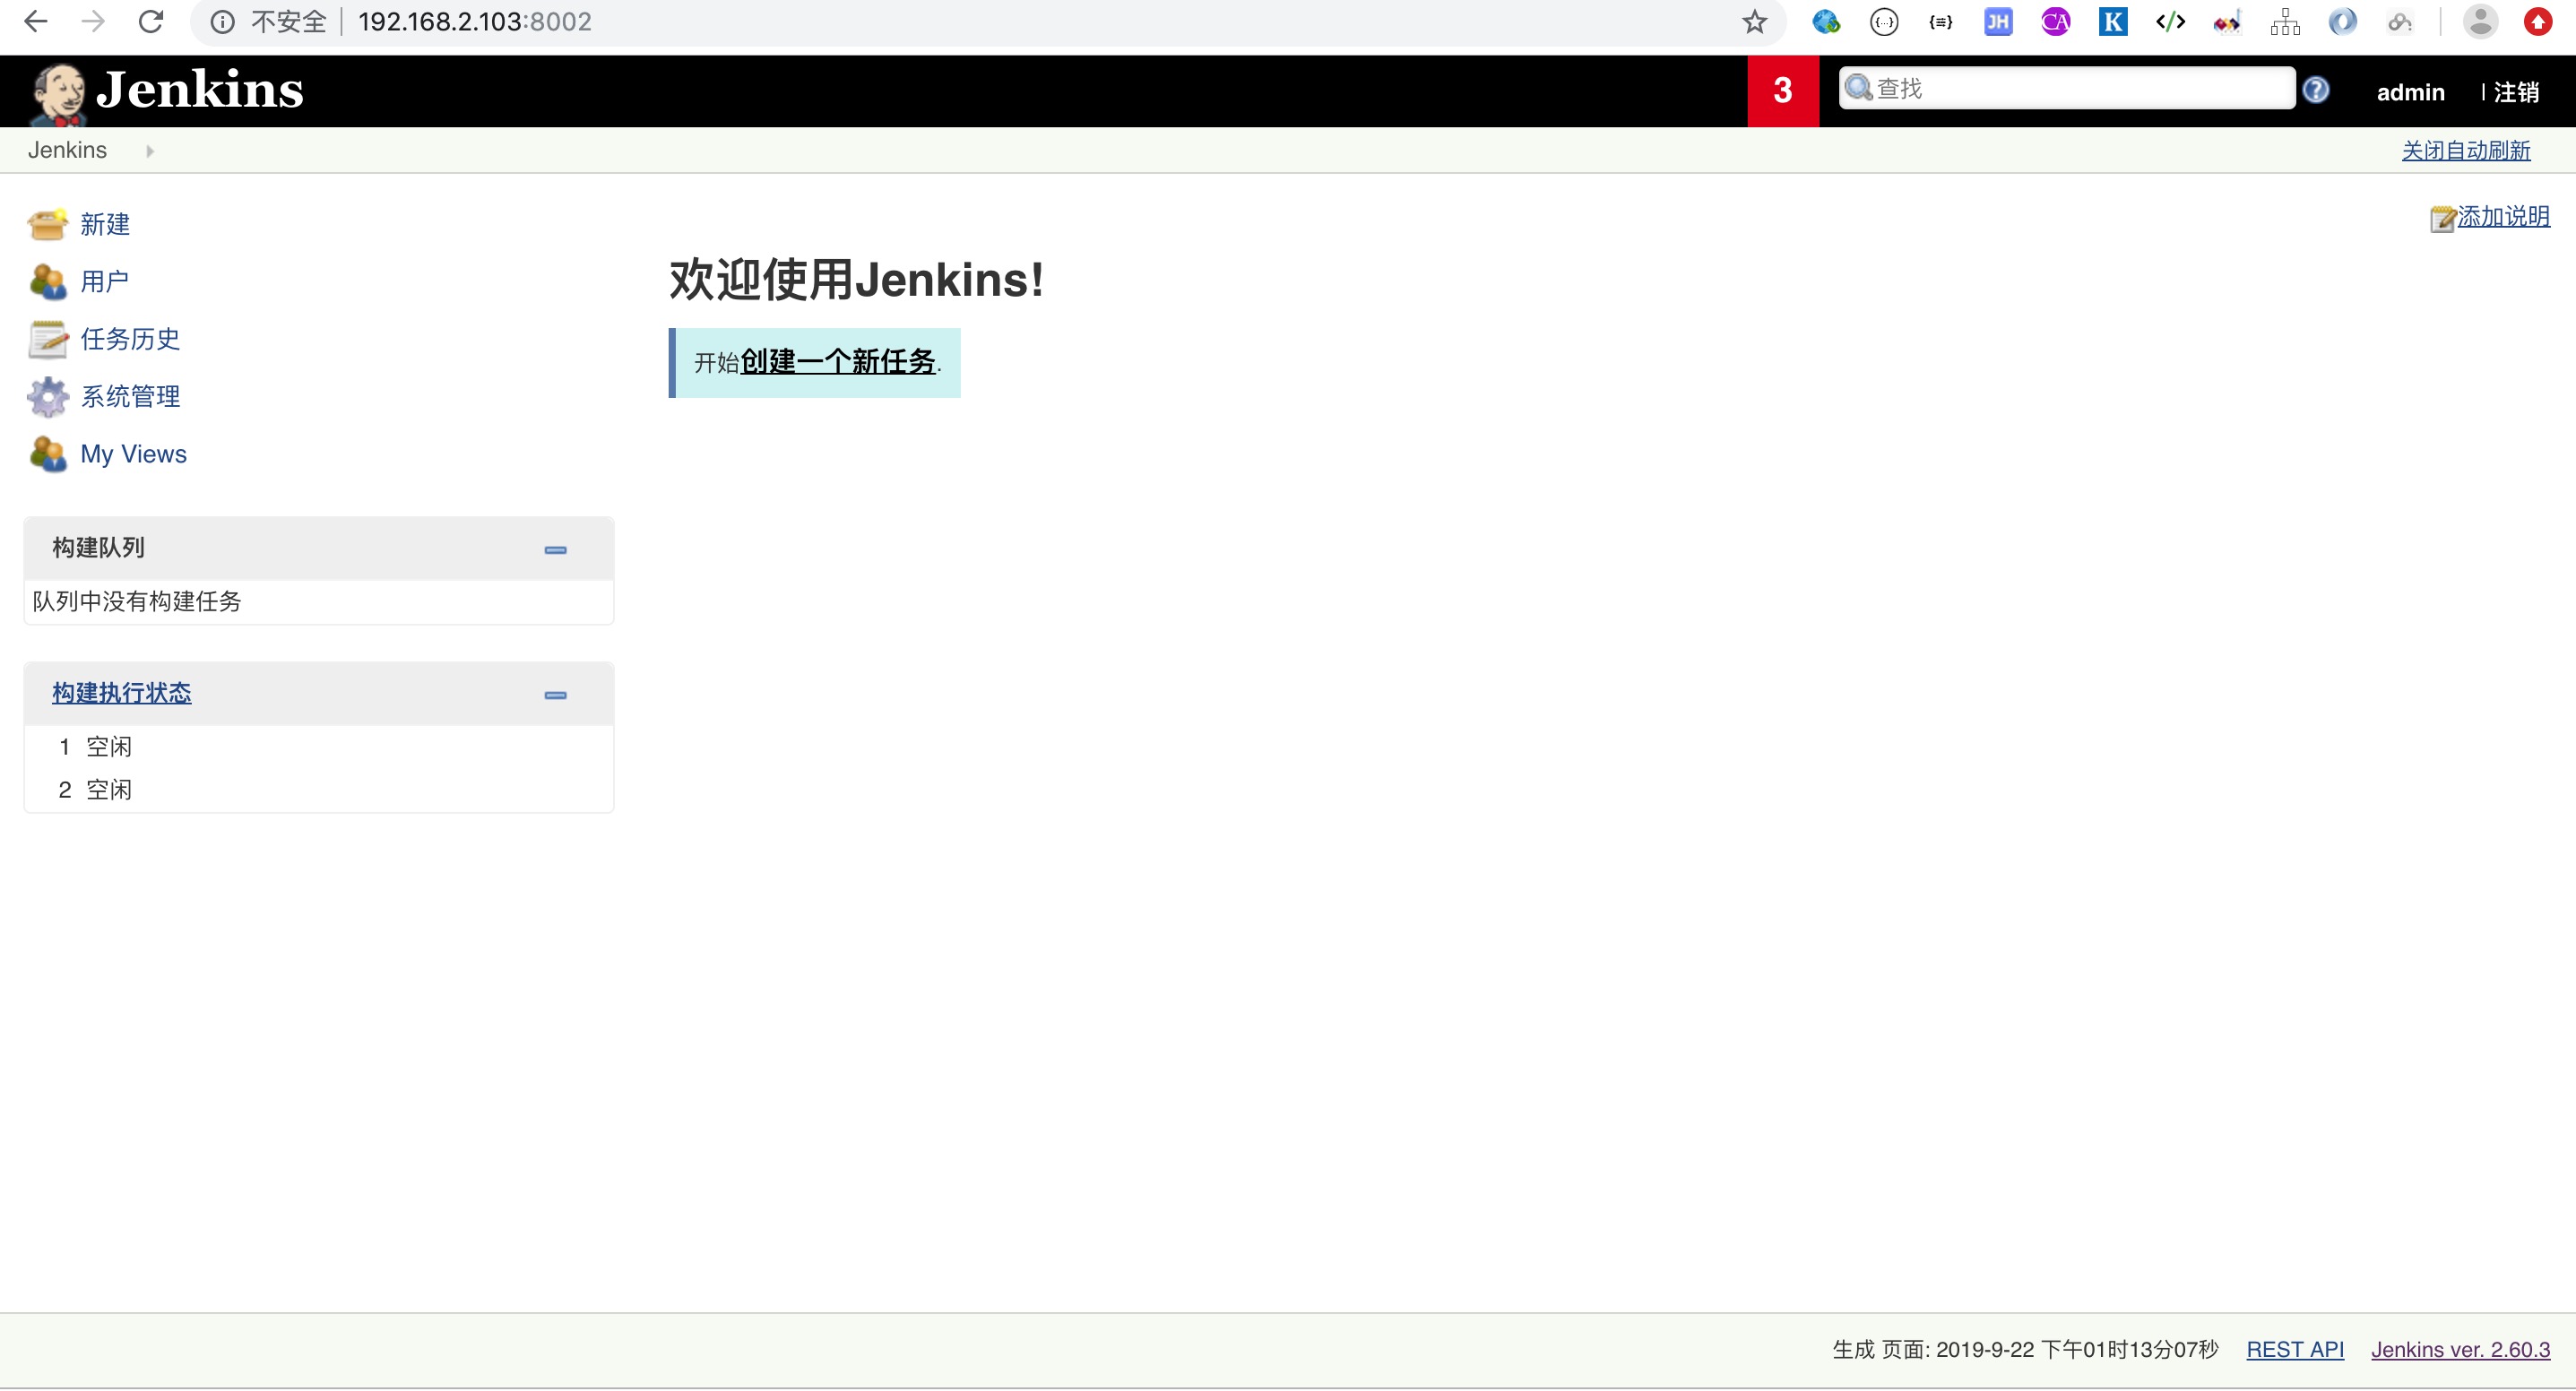 不安全 192.168.2.103:8002
JH CA K </>
Jenkins
3 查找 admin | 注销
Jenkins 关闭自动刷新
新建
用户
任务历史
系统管理
My Views
添加说明
欢迎使用Jenkins!
开始创建一个新任务.
构建队列
队列中没有构建任务
构建执行状态
1 空闲
2 空闲
生成 页面: 2019-9-22 下午01时13分07秒 REST API Jenkins ver. 2.60.3